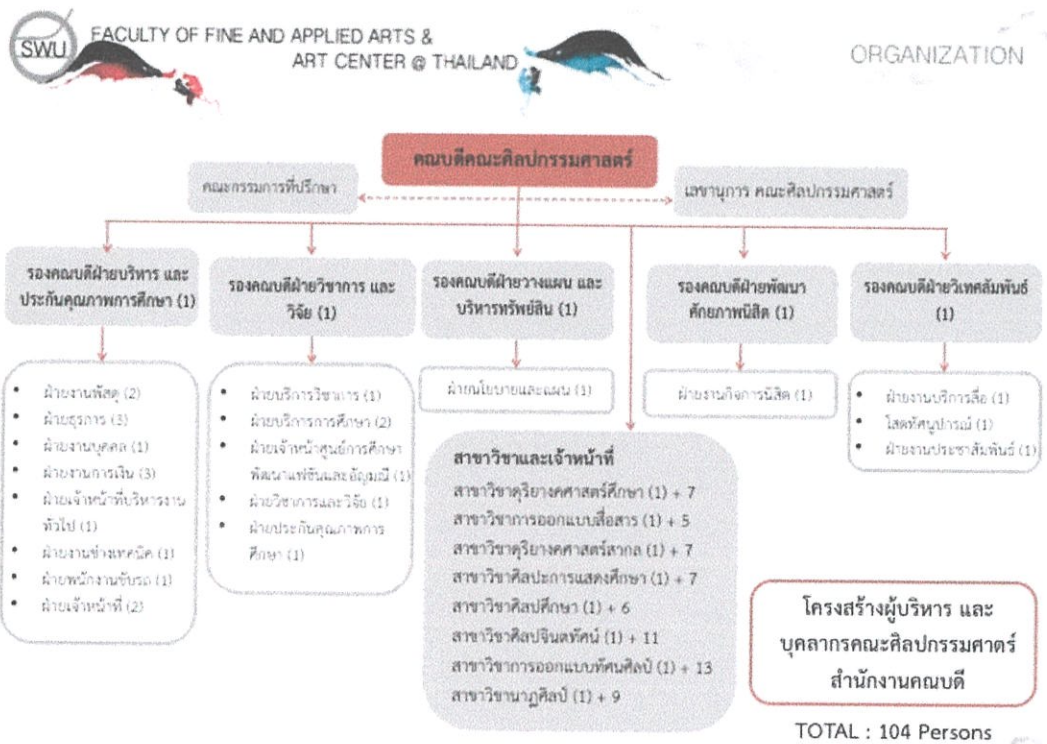 SWU
FACULTY OF FINE AND APPLIED ARTS &
ART CENTER @ THAILAND
ORGANIZATION
คณบดีคณะศิลปกรรมศาสตร์
คณะกรรมการที่ปรึกษา
เลขานุการ คณะศิลปกรรมศาสตร์
รองคณบดีฝ่ายบริหาร และ
ประกันคุณภาพการศึกษา (1)
รองคณบดีฝ่ายวิชาการ และ
วิจัย (1)
รองคณบดีฝ่ายวางแผน และ
บริหารทรัพย์สิน (1)
รองคณบดีฝ่ายพัฒนา
ศักยภาพนิสิต (1)
รองคณบดีฝ่ายวิเทศสัมพันธ์
(1)
• ฝ่ายงานพัสดุ (2)
• ฝ่ายธุรการ (3)
• ฝ่ายงานบุคคล (1)
• ฝ่ายงานการเงิน (3)
• ฝ่ายเจ้าหน้าที่บริหารงาน
ทั่วไป (1)
• ฝ่ายงานช่างเทคนิค (1)
• ฝ่ายพนักงานขับรถ (1)
• ฝ่ายเจ้าหน้าที่ (2)
• ฝ่ายบริการวิชาการ (1)
• ฝ่ายบริการการศึกษา (2)
• ฝ่ายเจ้าหน้าศูนย์การศึกษา
พัฒนาแฟชั่นและอัญมณี (1)
• ฝ่ายวิชาการและวิจัย (1)
• ฝ่ายประกันคุณภาพการ
ศึกษา (1)
ฝ่ายนโยบายและแผน (1)
ฝ่ายงานกิจการนิสิต (1)
• ฝ่ายงานบริการสื่อ (1)
• โสตทัศนูปกรณ์ (1)
• ฝ่ายงานประชาสัมพันธ์ (1)
สาขาวิชาและเจ้าหน้าที่
สาขาวิชาดุริยางคศาสตร์ศึกษา (1) + 7
สาขาวิชาการออกแบบสื่อสาร (1) + 5
สาขาวิชาดุริยางคศาสตร์สากล (1) + 7
สาขาวิชาศิลปะการแสดงศึกษา (1) + 7
สาขาวิชาศิลปศึกษา (1) + 6
สาขาวิชาศิลปจินตทัศน์ (1) + 11
สาขาวิชาการออกแบบทัศนศิลป์ (1) + 13
สาขาวิชานาฏศิลป์ (1) + 9
โครงสร้างผู้บริหาร และ
บุคลากรคณะศิลปกรรมศาตร์
สำนักงานคณบดี
TOTAL : 104 Persons